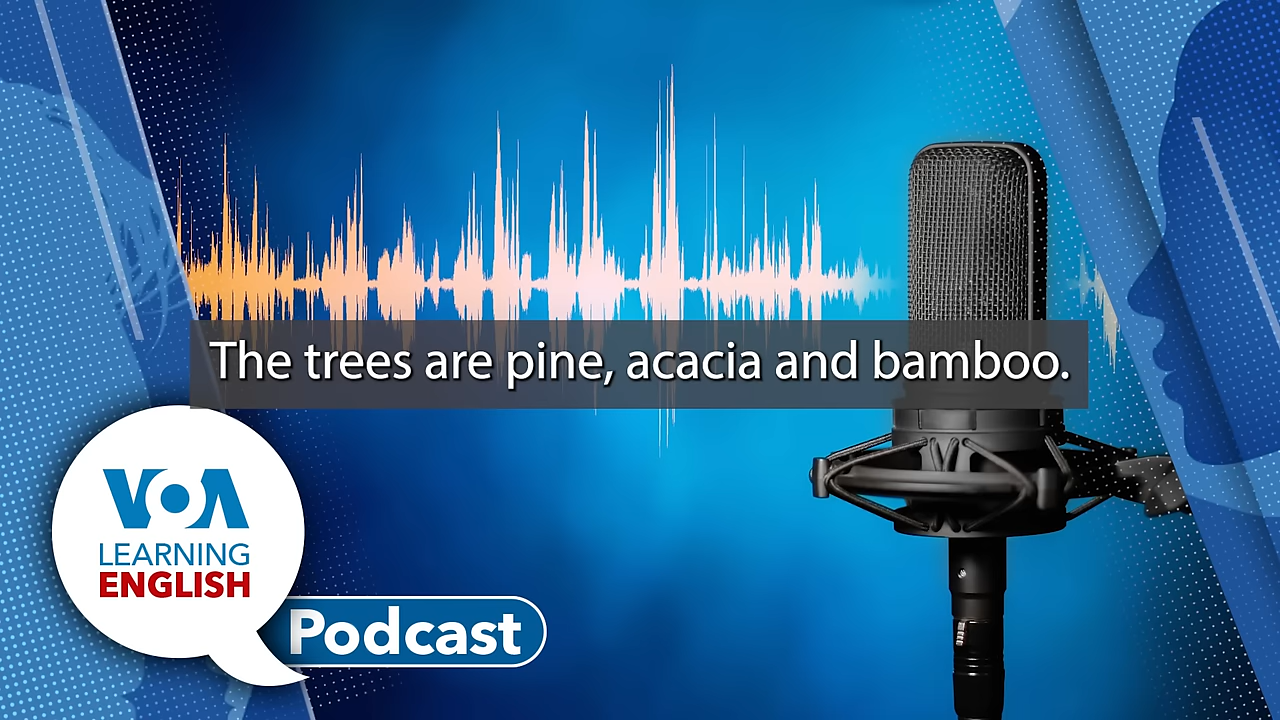 The trees are pine, acacia and bamboo.
VOA
LEARNING
ENGLISH
Podcast